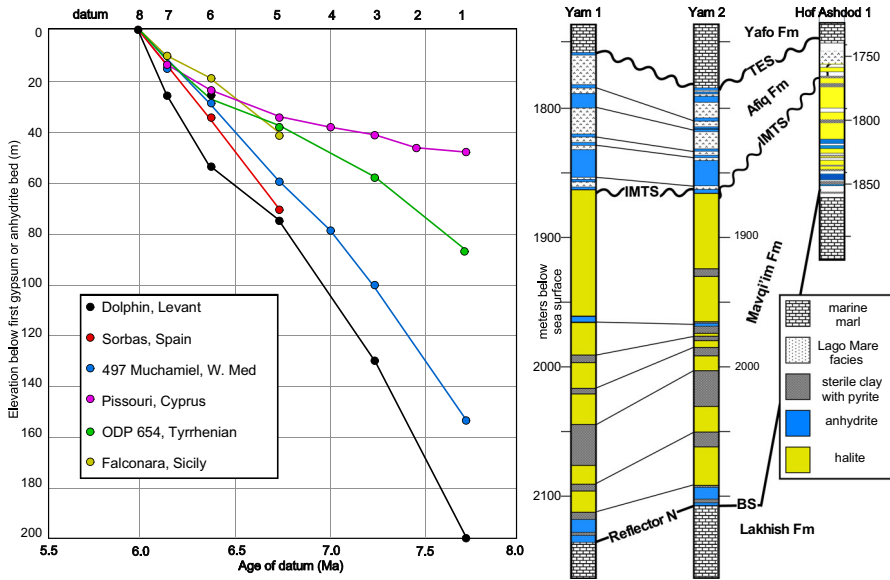 datum 8 7 6 5 4 3 2 1
0
20
40
60
80
100
120
140
160
180
200
Elevation below first gypsum or anhydrite bed (m)
Dolphin, Levant
Sorbas, Spain
497 Muchamiel, W. Med
Pissouri, Cyprus
ODP 654, Tyrrhenian
Falconara, Sicily
5.5 6.0 6.5 7.0 7.5 8.0
Age of datum (Ma)
Yam 1
Yam 2
Hof Ashdod 1
Yafo Fm
TES
Afiq Fm
IMTS
IMTS
Mavqi'im Fm
BS
Reflector N
Lakhish Fm
1800
1900
2000
2100
meters below
sea surface
1900
2000
1750
1800
1850
marine
marl
Lago Mare
facies
sterile clay
with pyrite
anhydrite
halite